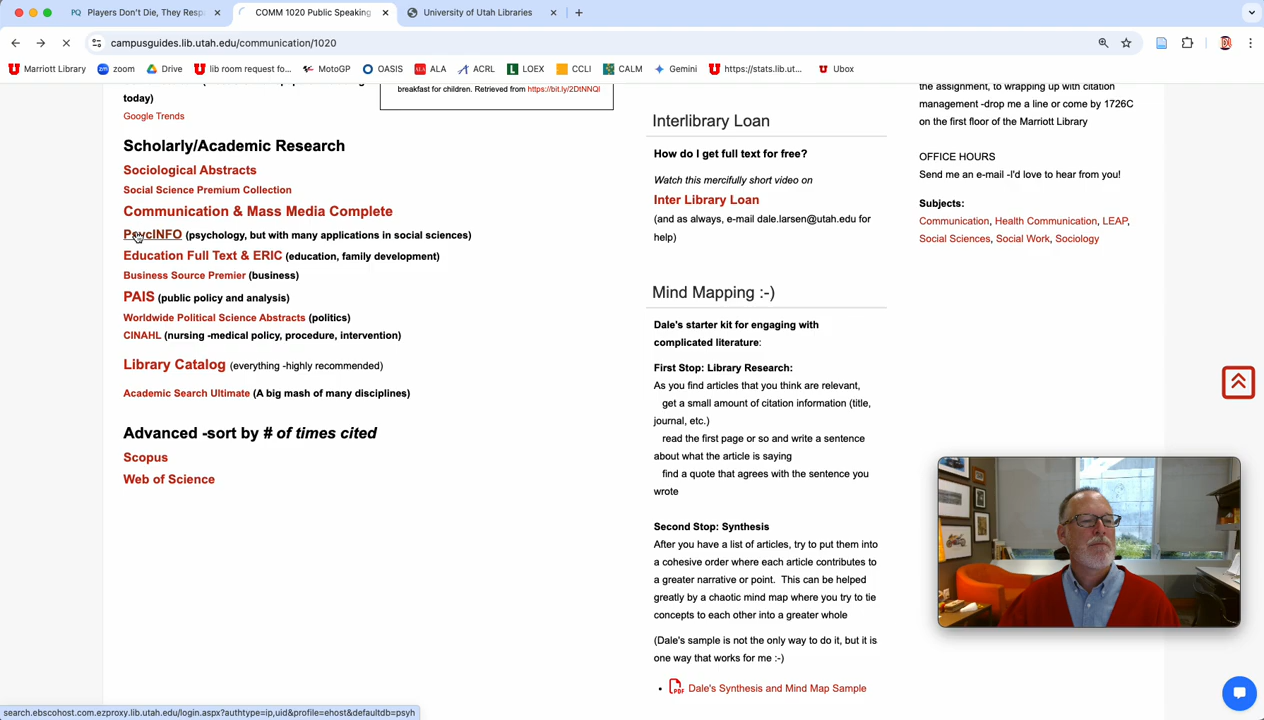 Players Don't Die, They Resp
COMM 1020 Public Speaking
University of Utah Libraries
campusguides.lib.utah.edu/communication/1020
Marriott Library
zoom
Drive
lib room request fo...
MotoGP
OASIS
ALA
ACRL
LOEX
CCLI
CALM
Gemini
https://stats.lib.ut...
Ubox
today)
Google Trends
Scholarly/Academic Research
Sociological Abstracts
Social Science Premium Collection
Communication & Mass Media Complete
PsycINFO (psychology, but with many applications in social sciences)
Education Full Text & ERIC (education, family development)
Business Source Premier (business)
PAIS (public policy and analysis)
Worldwide Political Science Abstracts (politics)
CINAHL (nursing -medical policy, procedure, intervention)
Library Catalog (everything -highly recommended)
Academic Search Ultimate (A big mash of many disciplines)
Advanced -sort by # of times cited
Scopus
Web of Science
breakfast for children. Retrieved from https://bit.ly/2DtNNQI
Interlibrary Loan
How do I get full text for free?
Watch this mercifully short video on
Inter Library Loan
(and as always, e-mail dale.larsen@utah.edu for
help)
Mind Mapping :-)
Dale's starter kit for engaging with
complicated literature:
First Stop: Library Research:
As you find articles that you think are relevant,
get a small amount of citation information (title,
journal, etc.)
read the first page or so and write a sentence
about what the article is saying
find a quote that agrees with the sentence you
wrote
Second Stop: Synthesis
After you have a list of articles, try to put them into
a cohesive order where each article contributes to
a greater narrative or point. This can be helped
greatly by a chaotic mind map where you try to tie
concepts to each other into a greater whole
(Dale's sample is not the only way to do it, but it is
one way that works for me :-)
Dale's Synthesis and Mind Map Sample
the assignment, to wrapping up with citation
management -drop me a line or come by 1726C
on the first floor of the Marriott Library
OFFICE HOURS
Send me an e-mail -I'd love to hear from you!
Subjects:
Communication, Health Communication, LEAP,
Social Sciences, Social Work, Sociology
search.ebscohost.com.ezproxy.lib.utah.edu/login.aspx?authtype=ip,uid&profile=ehost&defaultdb=psyh